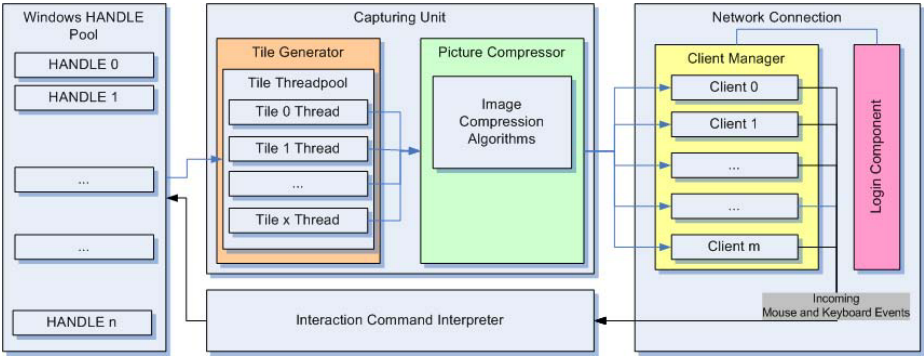 Windows HANDLE
Pool
HANDLE 0
HANDLE 1
...
...
HANDLE n
Capturing Unit
Tile Generator
Tile Threadpool
Tile 0 Thread
Tile 1 Thread
...
Tile x Thread
Picture Compressor
Image
Compression
Algorithms
Interaction Command Interpreter
Network Connection
Client Manager
Client 0
Client 1
...
...
Client m
Login Component
Incoming
Mouse and Keyboard Events